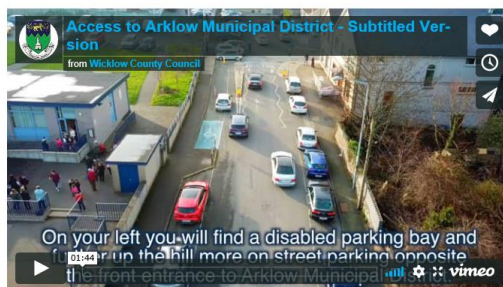 Access to Arklow Municipal District - Subtitled Ver-
sion
from Wicklow County Council
On your left you will find a disabled parking bay and
further up the hill more on street parking opposite
the front entrance to Arklow Municipal District.
01:44
vimeo